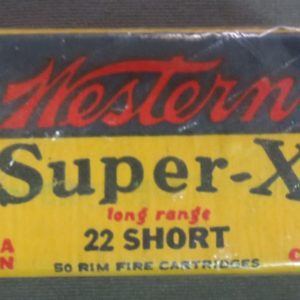 Western
Super-X
long range
22 SHORT
50 RIM FIRE CARTRIDGES